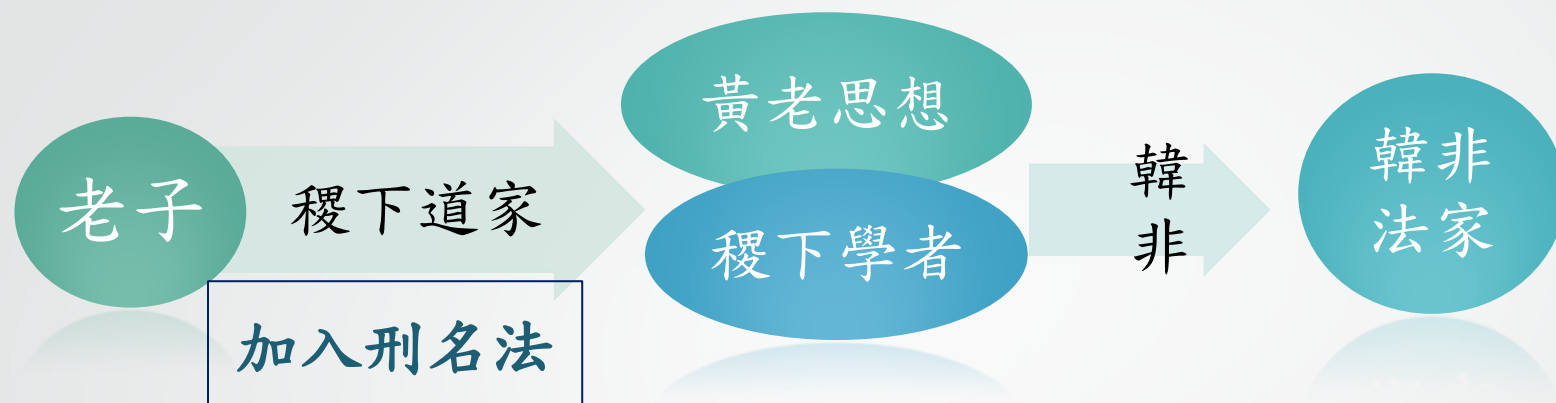 老子
稷下道家
加入刑名法
黃老思想
稷下學者
韓
非
韓非
法家